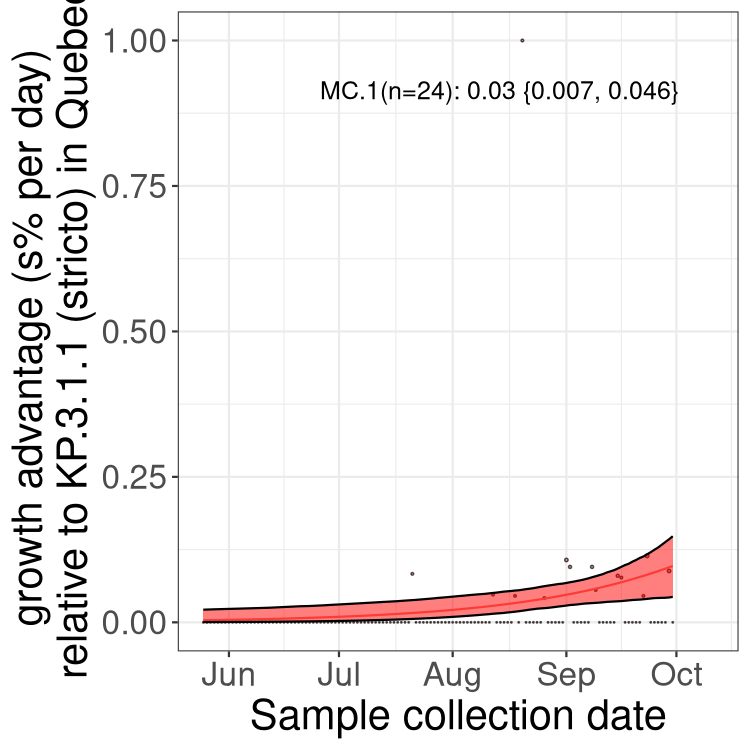 growth advantage (s% per day)
relative to KP.3.1.1 (stricto) in Quebec
1.00
0.75
0.50
0.25
0.00
MC.1(n=24): 0.03 {0.007, 0.046}
Jun Jul Aug Sep Oct
Sample collection date